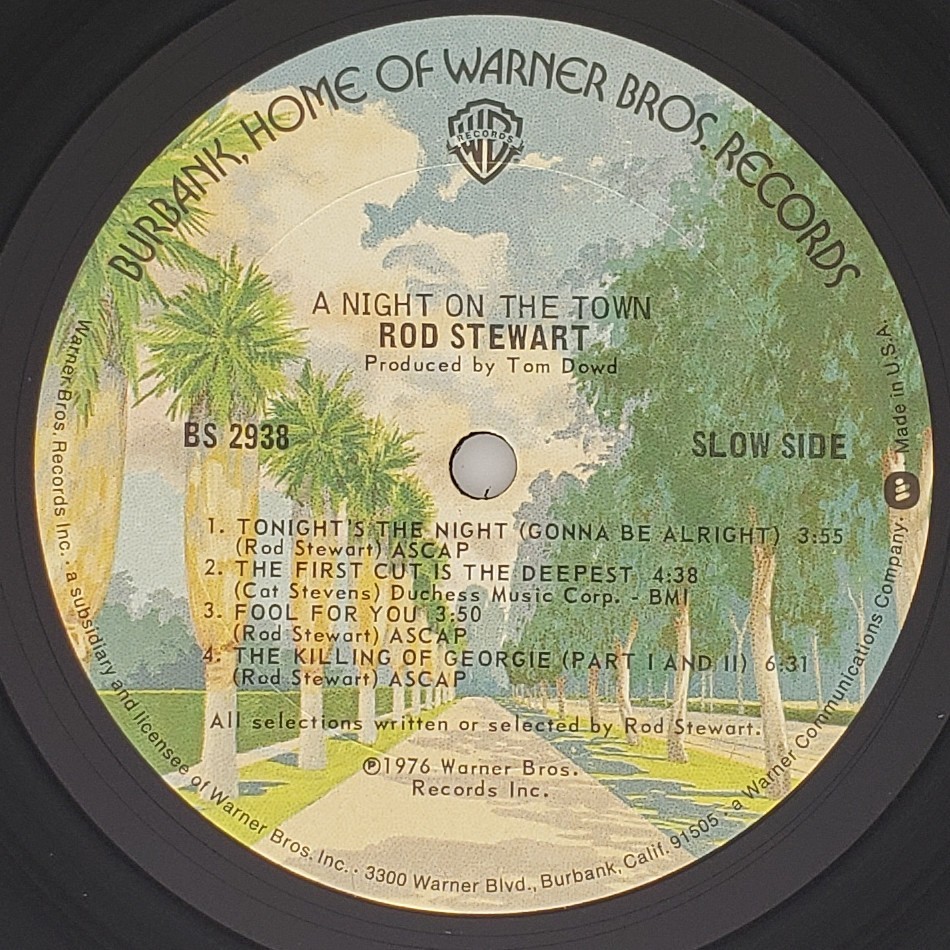 BURBANK, HOME OF WARNER BROS. RECORDS
W B
RECORDS
A NIGHT ON THE TOWN
ROD STEWART
Produced by Tom Dowd
BS 2938
SLOW SIDE
1. TONIGHT'S THE NIGHT (GONNA BE ALRIGHT) 3:55
(Rod Stewart) ASCAP
2. THE FIRST CUT IS THE DEEPEST 4:38
(Cat Stevens) Duchess Music Corp. - BMI
3. FOOL FOR YOU 3:50
(Rod Stewart) ASCAP
4. THE KILLING OF GEORGIE (PART I AND II) 6:31
(Rod Stewart) ASCAP
All selections written or selected by Rod Stewart.
℗1976 Warner Bros.
Records Inc.
Warner Bros. Records Inc. . a subsidiary and licensee of Warner Bros. Inc. . 3300 Warner Blvd., Burbank, Calif. 91505 . a Warner Communications Company. Made in U.S.A.